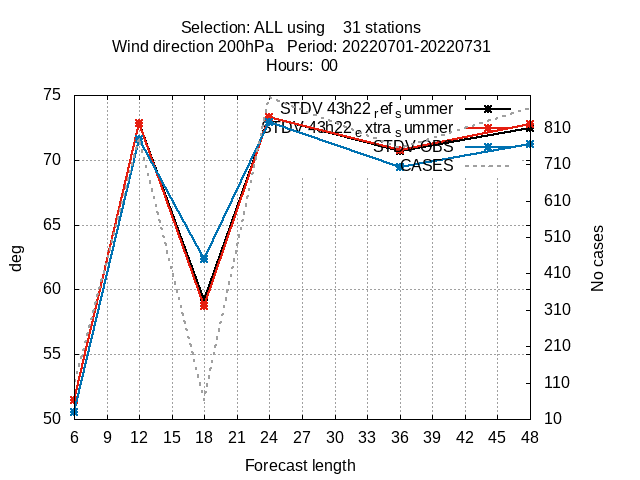 Selection: ALL using    31 stations
Wind direction 200hPa   Period: 20220701-20220731
Hours:  00
75
70
65
60
55
50
deg
STDV 43h22_ref_summer
STDV 43h22_extra_summer
STDV OBS
CASES
810
710
610
510
410
310
210
110
10
No cases
6 9 12 15 18 21 24 27 30 33 36 39 42 45 48
Forecast length